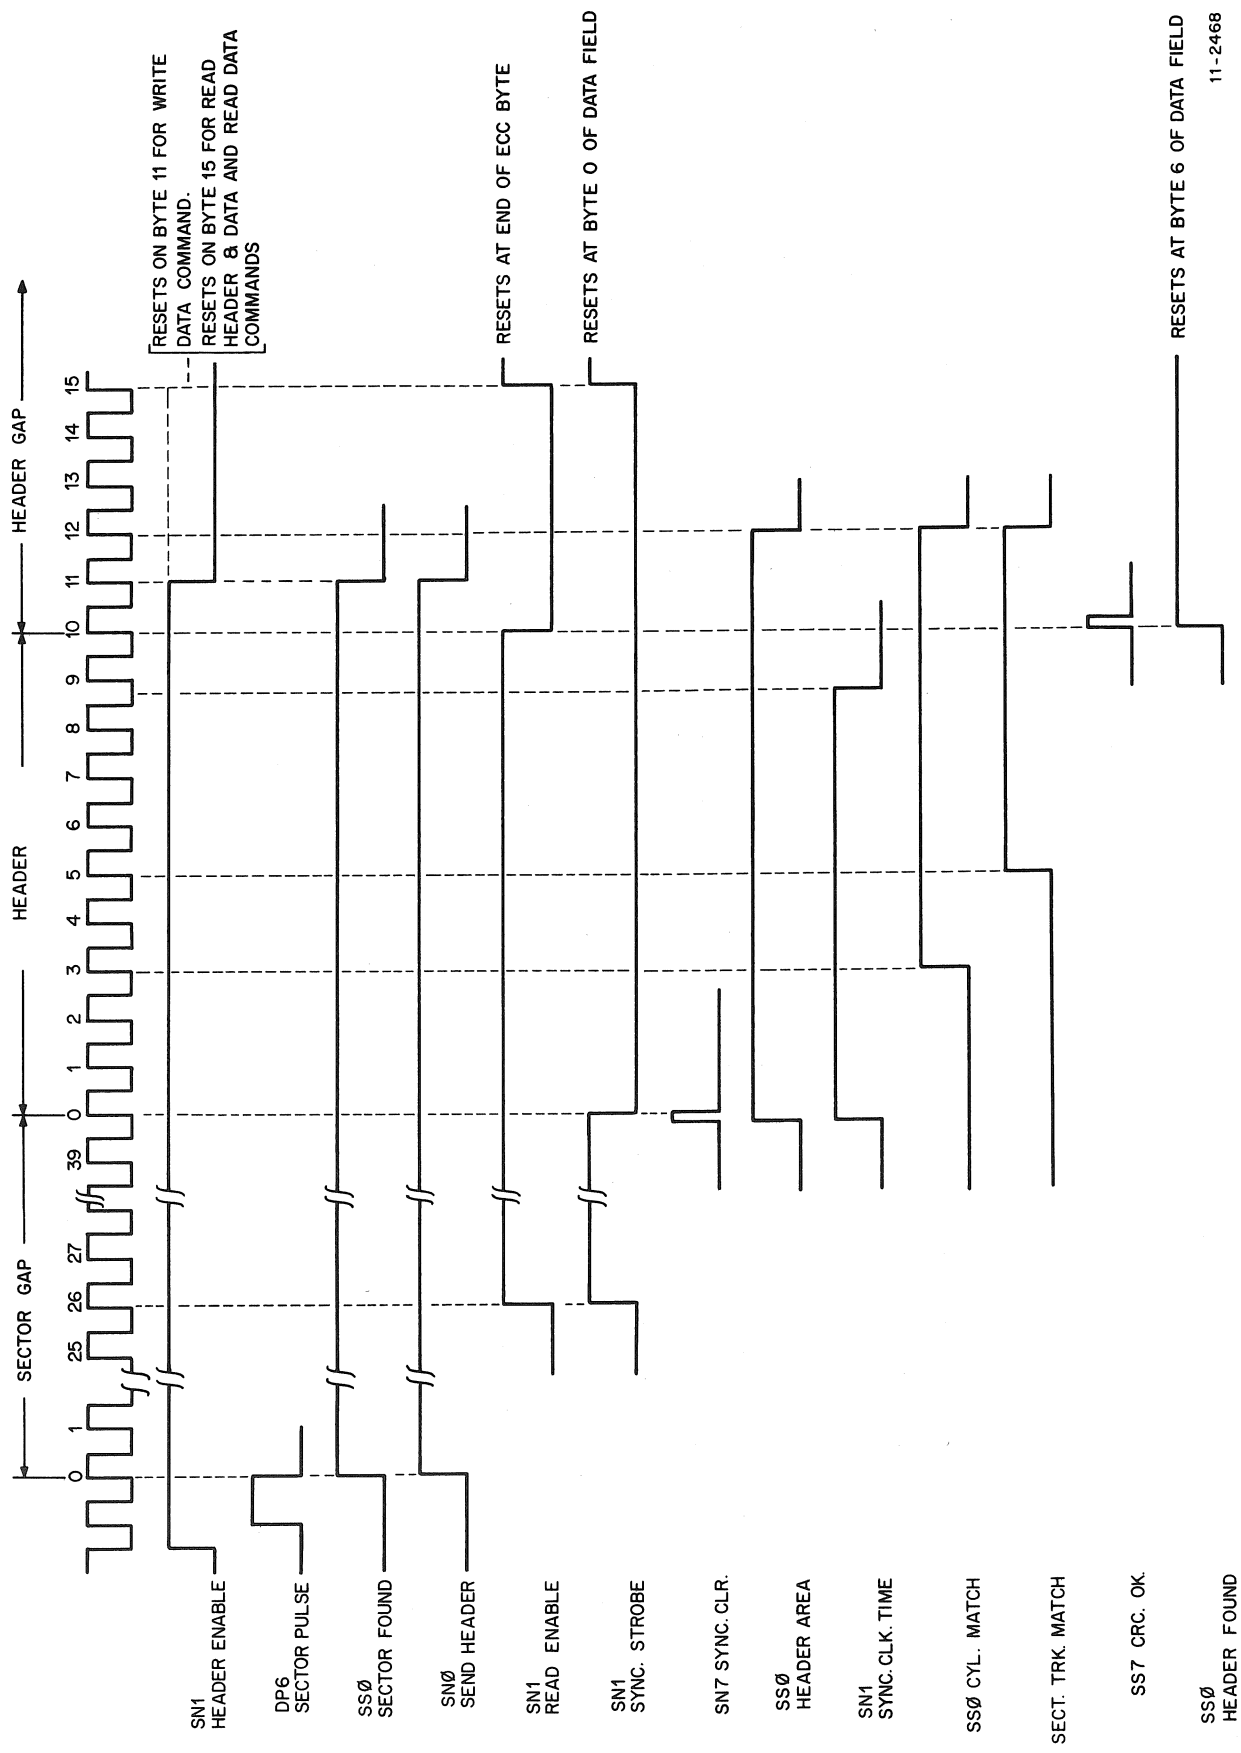 SECTOR GAP
HEADER
HEADER GAP
0 1 25 26 27 39 0 1 2 3 4 5 6 7 8 9 10 11 12 13 14 15
SN1
HEADER ENABLE
RESETS ON BYTE 11 FOR WRITE
DATA COMMAND.
RESETS ON BYTE 15 FOR READ
HEADER & DATA AND READ DATA
COMMANDS
DP6
SECTOR PULSE
SSØ
SECTOR FOUND
SNØ
SEND HEADER
SN1
READ ENABLE
RESETS AT END OF ECC BYTE
SN1
SYNC. STROBE
RESETS AT BYTE 0 OF DATA FIELD
SN7 SYNC. CLR.
SSØ
HEADER AREA
SN1
SYNC. CLK. TIME
SSØ CYL. MATCH
SECT. TRK. MATCH
SS7 CRC. OK.
SSØ
HEADER FOUND
RESETS AT BYTE 6 OF DATA FIELD
11-2468